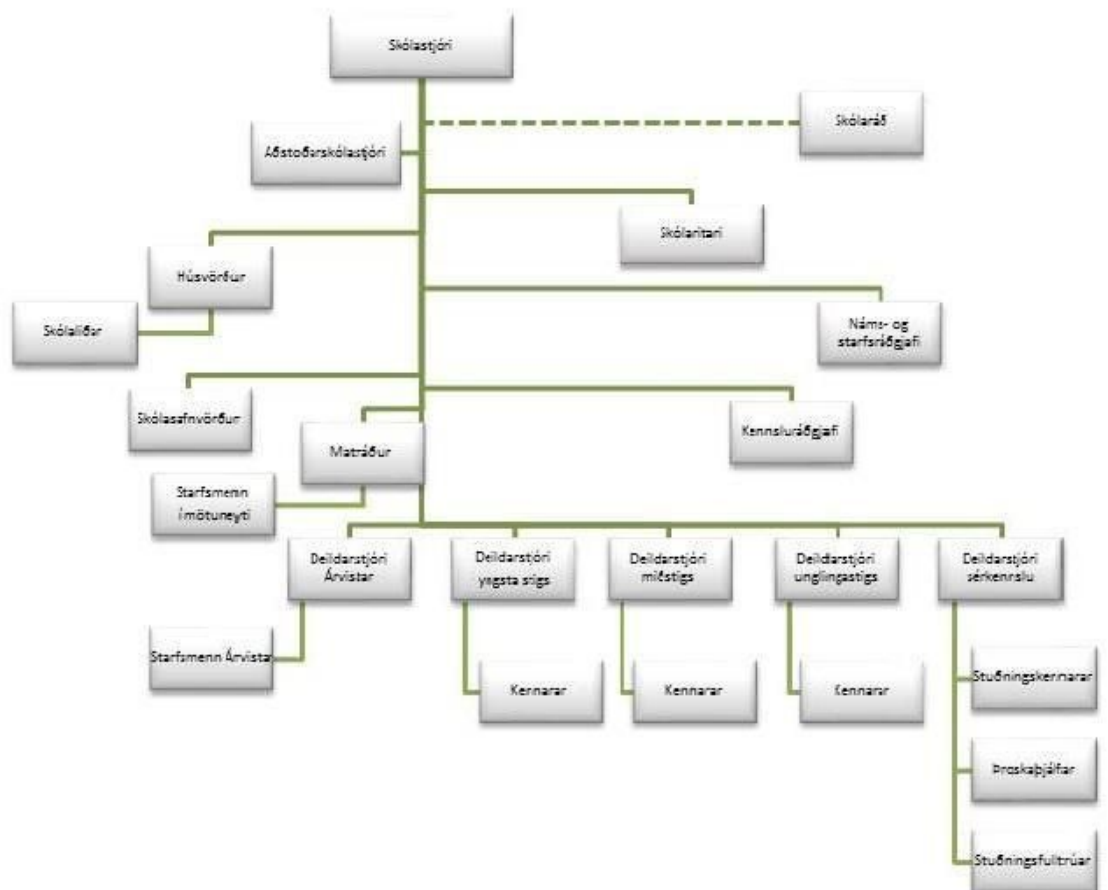 Skólastjóri
Skólaráð
Aðstoðarskólastjóri
Skólaritari
Húsvörður
Skólaliðar
Náms- og
starfsráðgjafi
Skólasafnvörður
Kennsluráðgjafi
Matráður
Starfsmenn
í mötuneyti
Deildarstjóri
Árvistar
Deildarstjóri
yngsta stigs
Deildarstjóri
miðstigs
Deildarstjóri
unglingastigs
Deildarstjóri
sérkennslu
Starfsmenn Árvistar
Kennarar
Kennarar
Kennarar
Stuðningskennarar
Þroskaþjálfar
Stuðningsfulltrúar